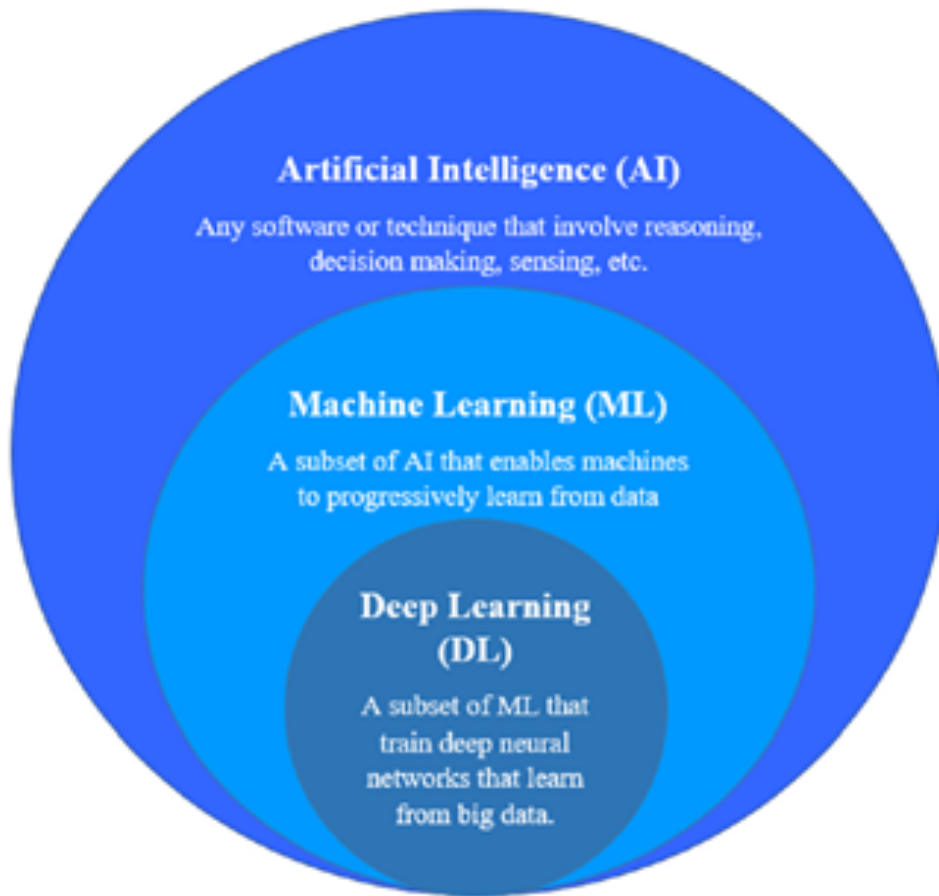 Artificial Intelligence (AI)
Any software or technique that involve reasoning,
decision making, sensing, etc.
Machine Learning (ML)
A subset of AI that enables machines
to progressively learn from data
Deep Learning
(DL)
A subset of ML that
train deep neural
networks that learn
from big data.